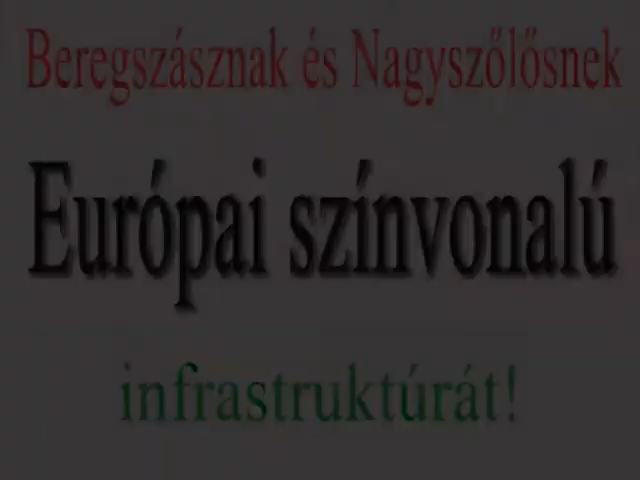 Beregszásznak és Nagyszőlősnek
Európai színvonalú
infrastruktúrát!